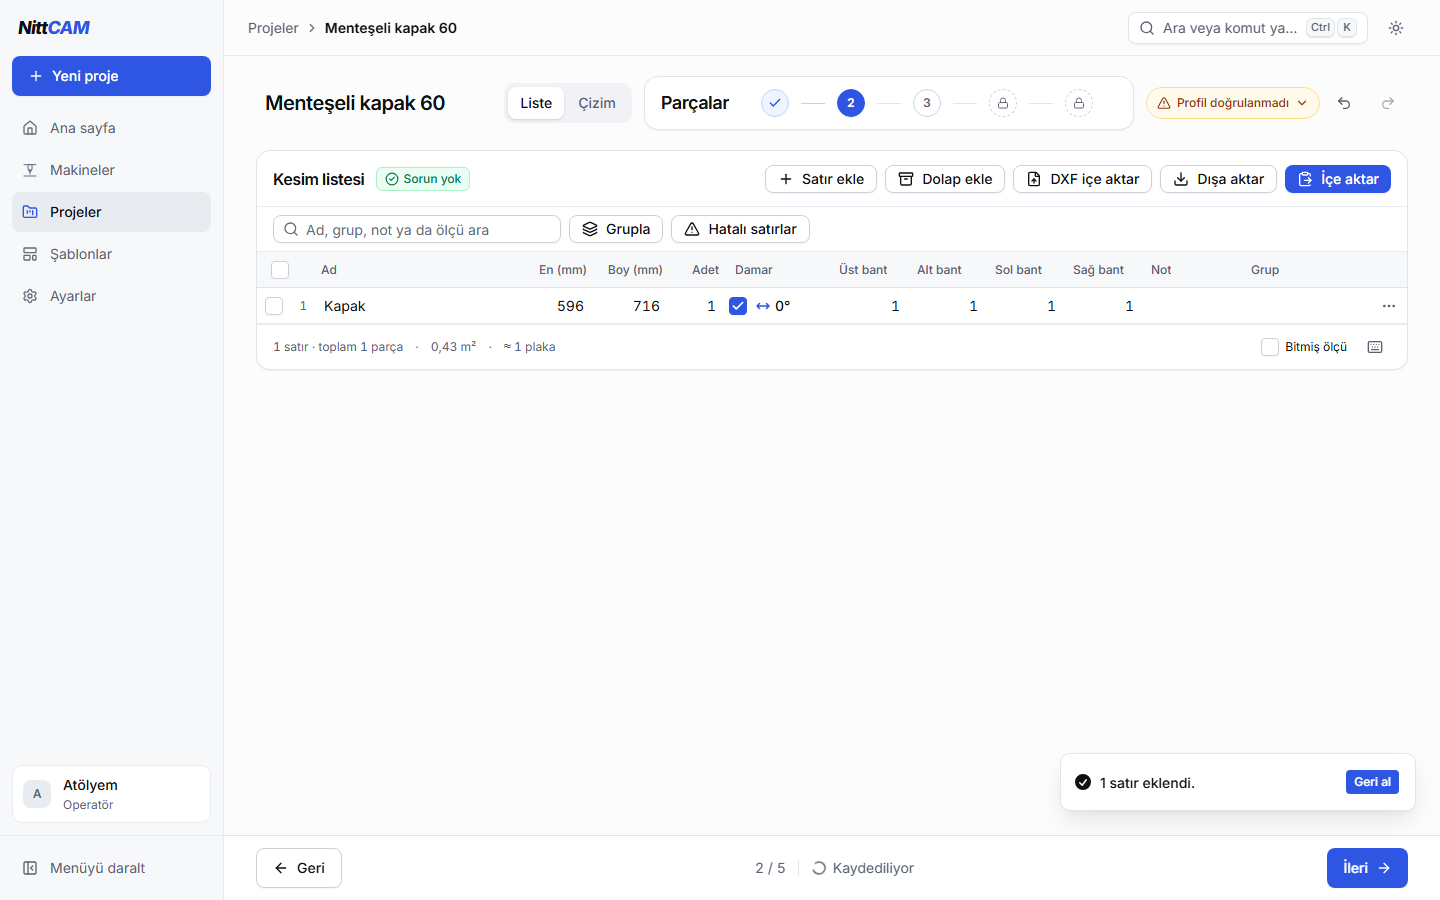 NittCAM
Projeler > Menteşeli kapak 60
Ara veya komut ya... Ctrl K
Yeni proje
Ana sayfa
Makineler
Projeler
Şablonlar
Ayarlar
Menteşeli kapak 60
Liste Çizim
Parçalar 2 3
Profil doğrulanmadı
Kesim listesi Sorun yok
Satır ekle Dolap ekle DXF içe aktar Dışa aktar İçe aktar
Ad, grup, not ya da ölçü ara Grupla Hatalı satırlar
Ad En (mm) Boy (mm) Adet Damar Üst bant Alt bant Sol bant Sağ bant Not Grup
1 Kapak 596 716 1 0° 1 1 1 1
1 satır · toplam 1 parça · 0,43 m² · ≈ 1 plaka
Bitmiş ölçü
1 satır eklendi. Geri al
A Atölyem
Operatör
Menüyü daralt
Geri
2 / 5 Kaydediliyor
İleri